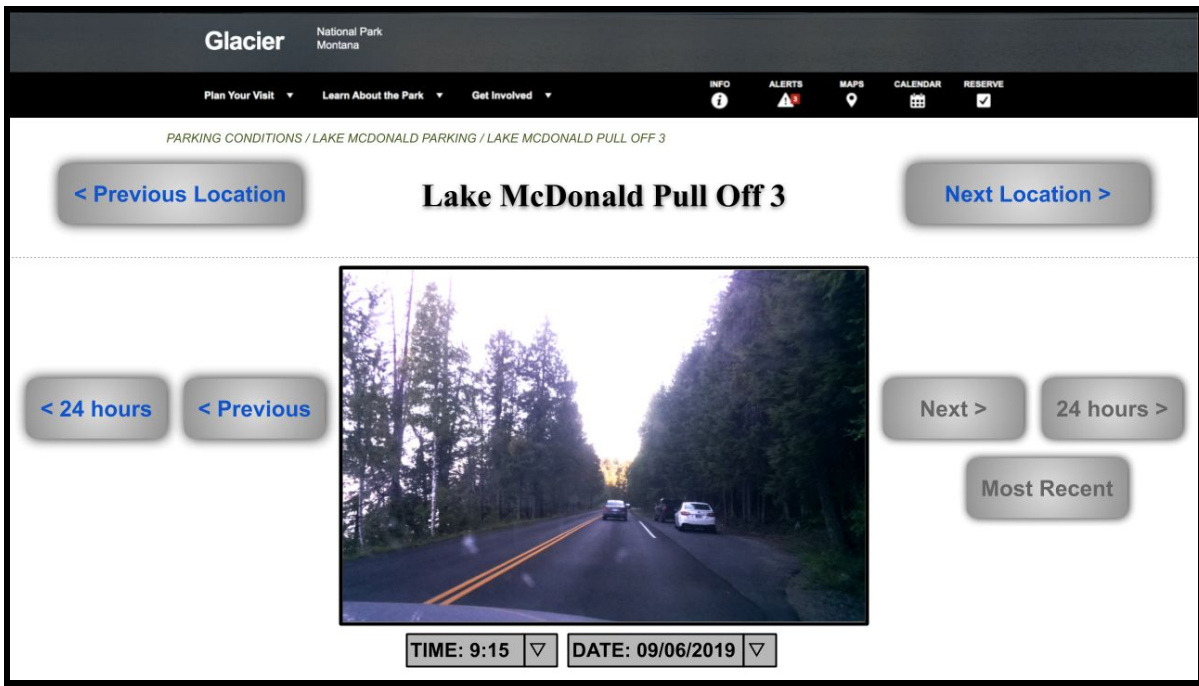 Glacier
National Park
Montana
Plan Your Visit ▼ Learn About the Park ▼ Get Involved ▼
INFO ALERTS MAPS CALENDAR RESERVE
3
PARKING CONDITIONS / LAKE MCDONALD PARKING / LAKE MCDONALD PULL OFF 3
< Previous Location
Lake McDonald Pull Off 3
Next Location >
< 24 hours
< Previous
Next >
24 hours >
Most Recent
TIME: 9:15
DATE: 09/06/2019